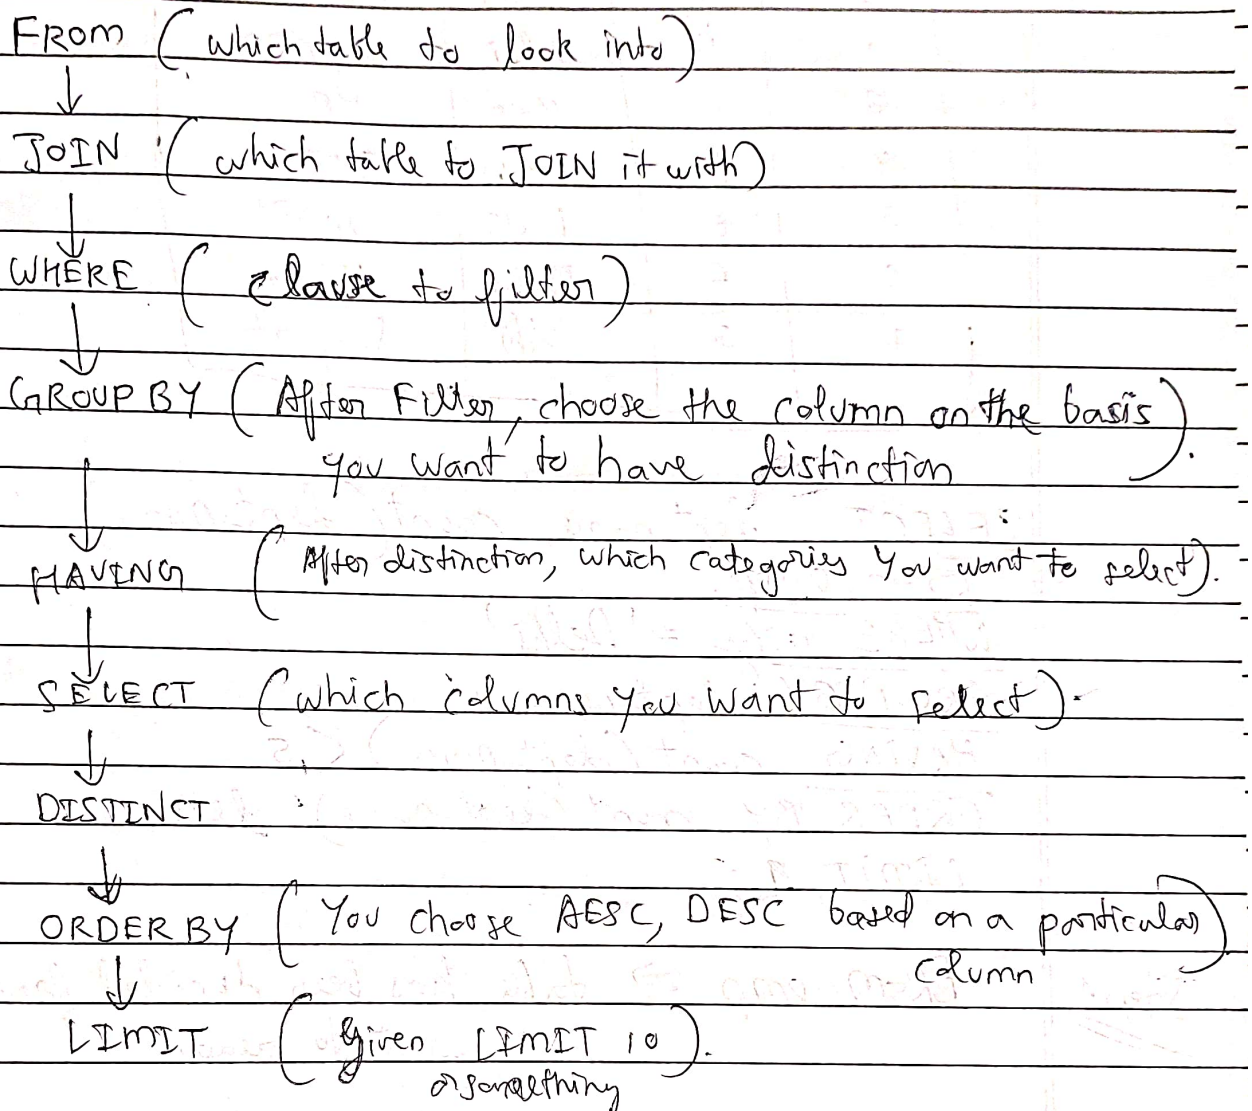 FROM (which table to look into)
JOIN (which table to JOIN it with)
WHERE (clause to filter)
GROUP BY (After Filter, choose the column on the basis
you want to have distinction).
HAVING (After distinction, which categories you want to select).
SELECT (which columns you want to select).
DISTINCT
ORDER BY (You choose AESC, DESC based on a particular
column)
LIMIT (Given LIMIT 10
or something).